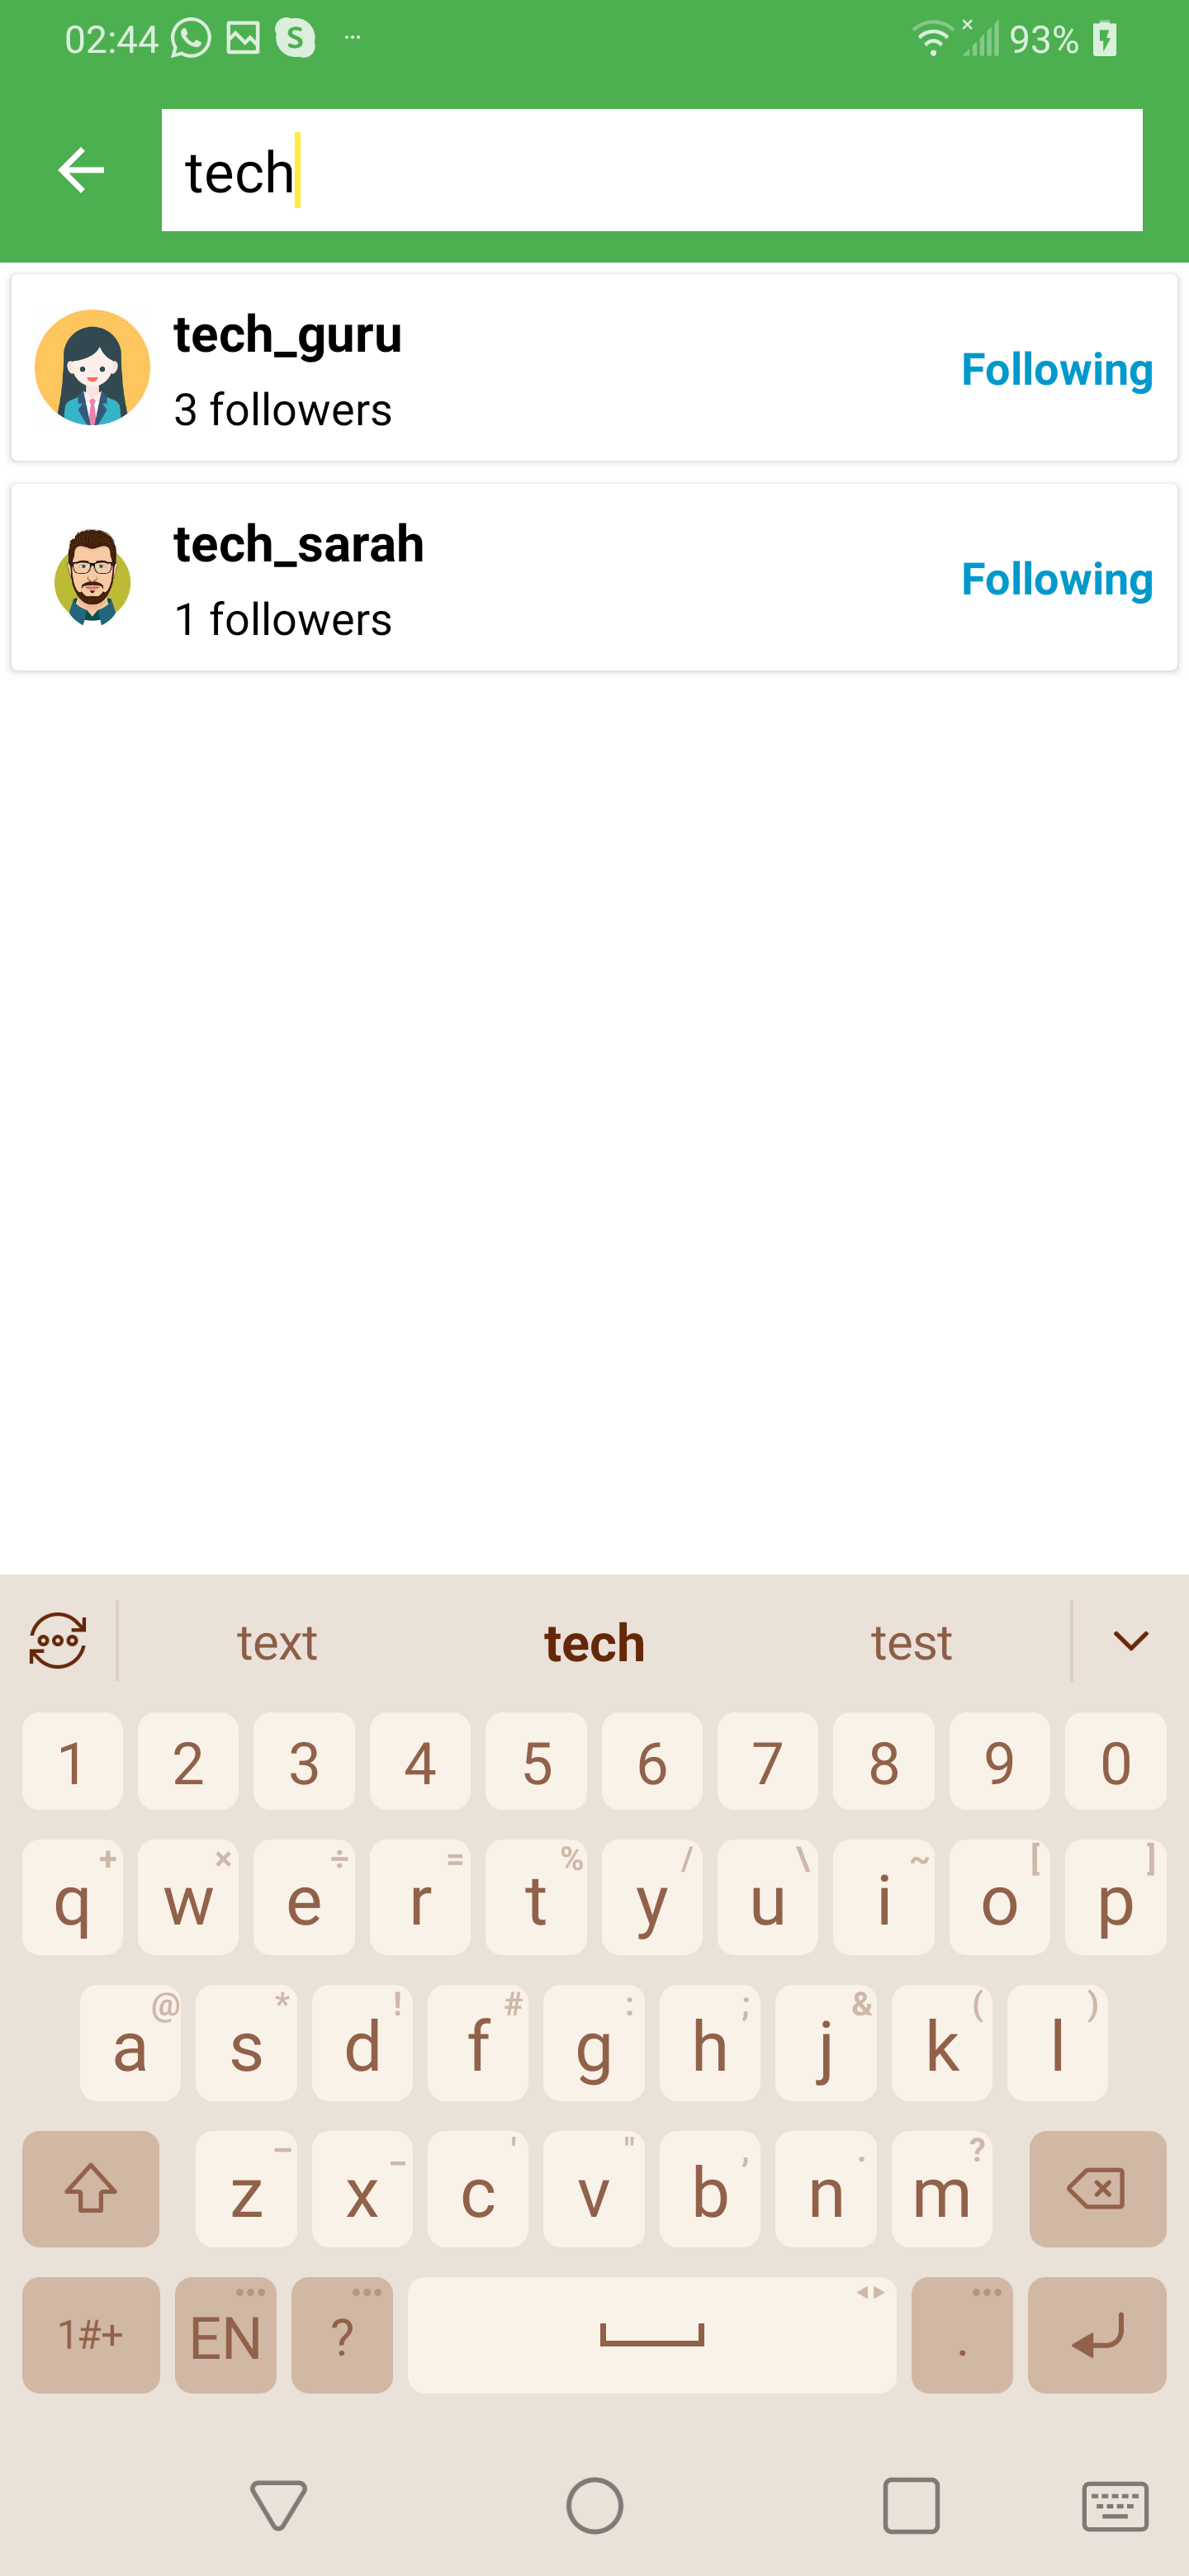 02:44 S ... 93%
tech
tech_guru
3 followers
Following
tech_sarah
1 followers
Following
text tech test
1 2 3 4 5 6 7 8 9 0
+ × ÷ = % / \ ~ [ ]
q w e r t y u i o p
@ * ! # : ; & ( )
a s d f g h j k l
– _ ' " , . ?
z x c v b n m
1#+ EN ? .